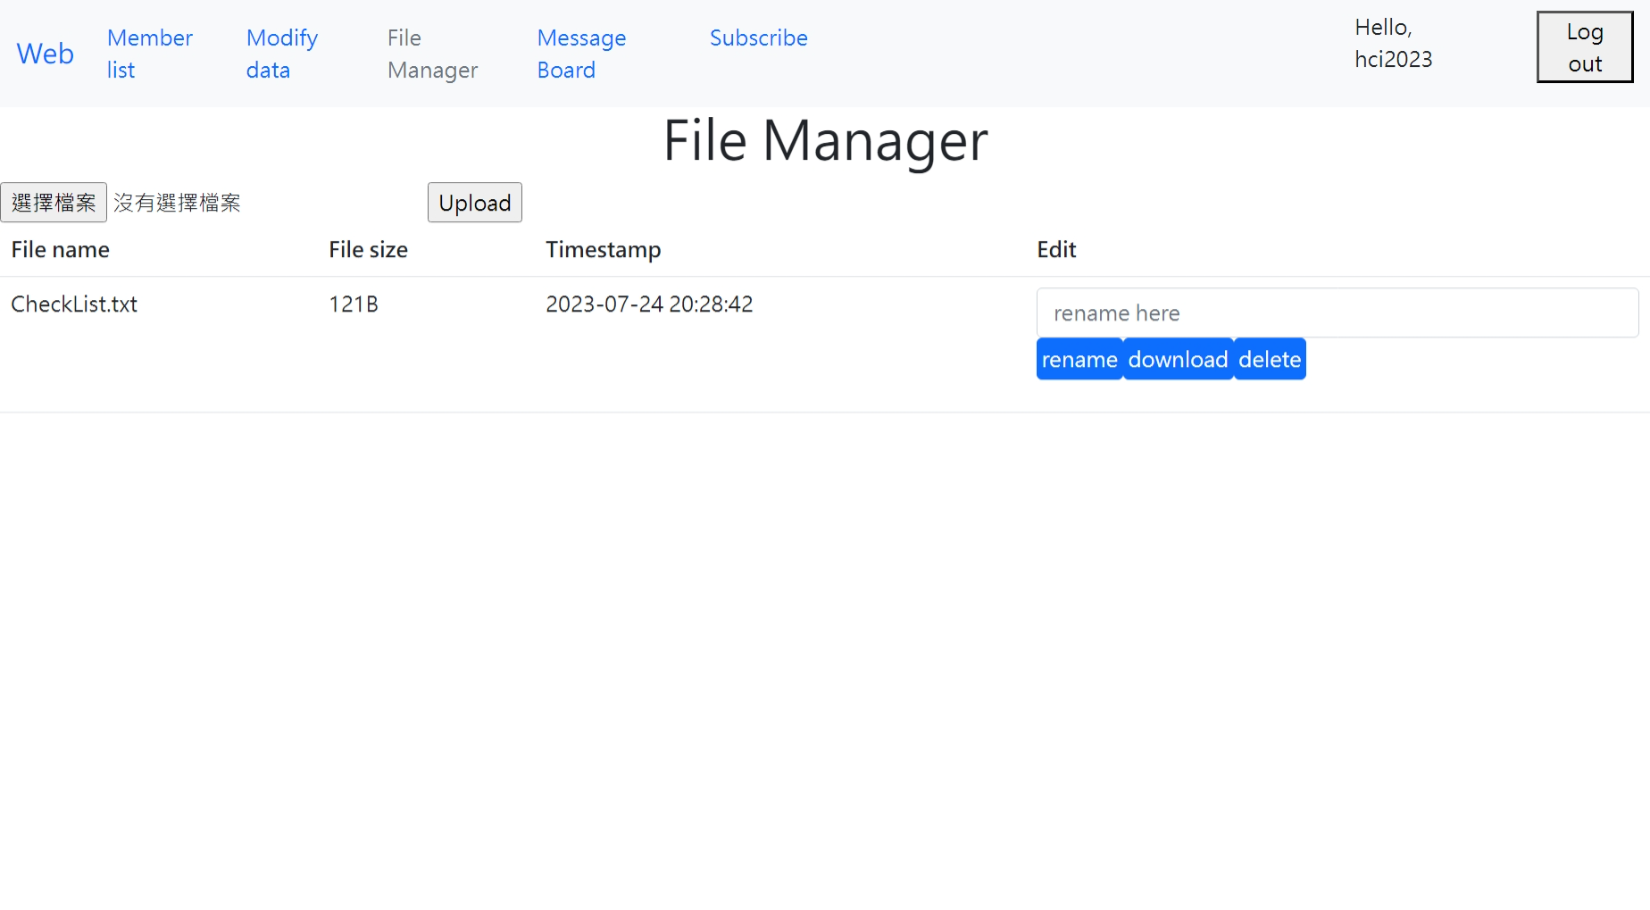 Web
Member
list
Modify
data
File
Manager
Message
Board
Subscribe
Hello,
hci2023
Log
out
File Manager
選擇檔案 沒有選擇檔案 Upload
File name File size Timestamp Edit
CheckList.txt 121B 2023-07-24 20:28:42 rename here
rename download delete